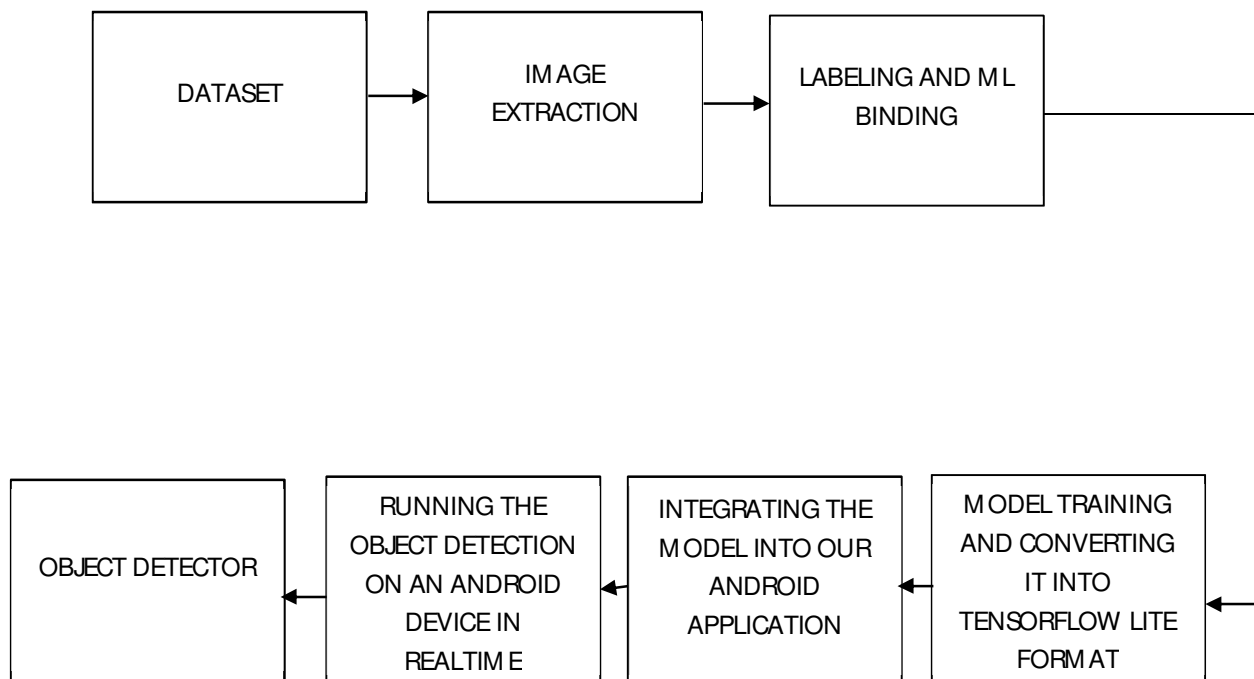 DATASET
IMAGE
EXTRACTION
LABELING AND ML
BINDING
OBJECT DETECTOR
RUNNING THE
OBJECT DETECTION
ON AN ANDROID
DEVICE IN
REALTIME
INTEGRATING THE
MODEL INTO OUR
ANDROID
APPLICATION
MODEL TRAINING
AND CONVERTING
IT INTO
TENSORFLOW LITE
FORMAT